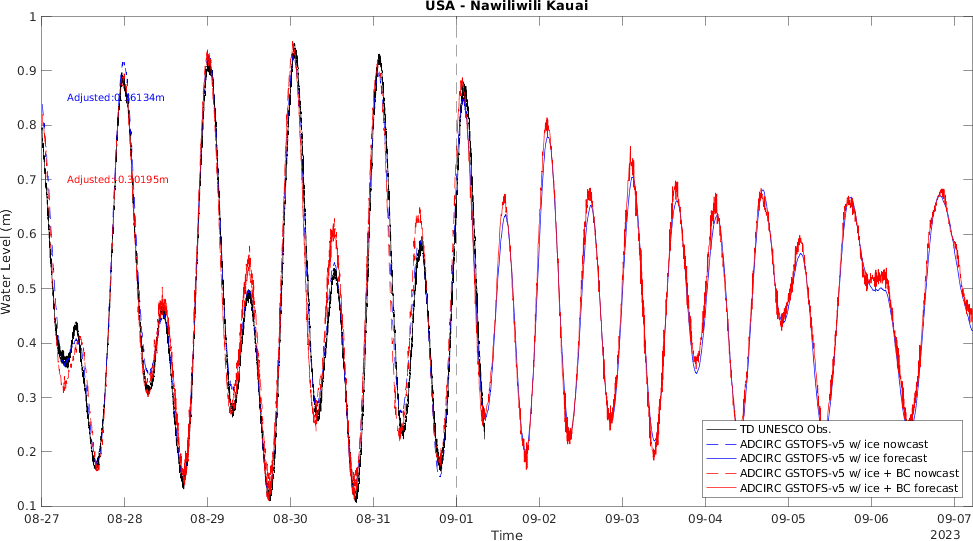 USA - Nawiliwili Kauai
1
0.9
0.8
0.7
0.6
0.5
0.4
0.3
0.2
0.1
Water Level (m)
Adjusted:
Adjusted:-0.30195m
TD UNESCO Obs.
ADCIRC GSTOFS-v5 w/ ice nowcast
ADCIRC GSTOFS-v5 w/ ice forecast
ADCIRC GSTOFS-v5 w/ ice + BC nowcast
ADCIRC GSTOFS-v5 w/ ice + BC forecast
08-27 08-28 08-29 08-30 08-31 09-01 09-02 09-03 09-04 09-05 09-06 09-07
Time
2023